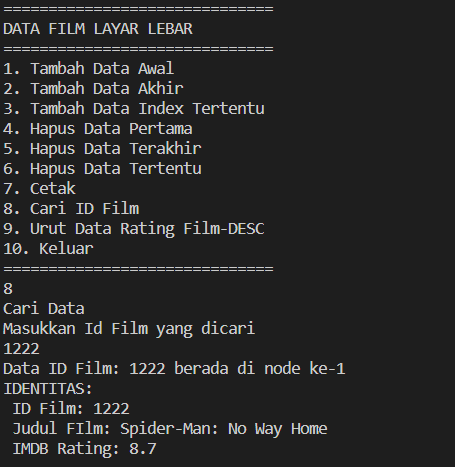 ==============================
DATA FILM LAYAR LEBAR
==============================
1. Tambah Data Awal
2. Tambah Data Akhir
3. Tambah Data Index Tertentu
4. Hapus Data Pertama
5. Hapus Data Terakhir
6. Hapus Data Tertentu
7. Cetak
8. Cari ID Film
9. Urut Data Rating Film-DESC
10. Keluar
==============================
8
Cari Data
Masukkan Id Film yang dicari
1222
Data ID Film: 1222 berada di node ke-1
IDENTITAS:
 ID Film: 1222
 Judul FIlm: Spider-Man: No Way Home
 IMDB Rating: 8.7